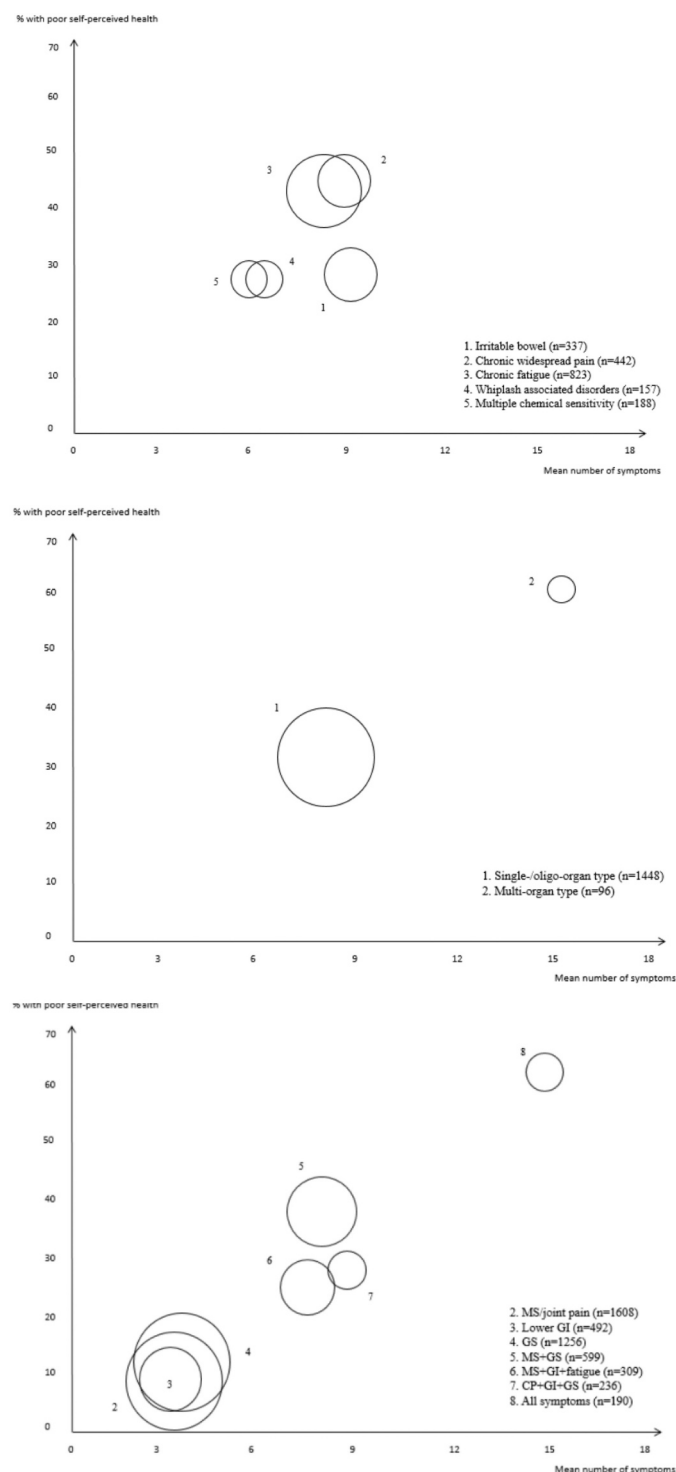 % with poor self-perceived health
70
60
50
2
3
40
30
4
5
1
20
1. Irritable bowel (n=337)
2. Chronic widespread pain (n=442)
10
3. Chronic fatigue (n=823)
4. Whiplash associated disorders (n=157)
5. Multiple chemical sensitivity (n=188)
0
0 3 6 9 12 15 18
Mean number of symptoms
% with poor self-perceived health
70
2
60
50
40
1
30
20
10
1. Single-/oligo-organ type (n=1448)
2. Multi-organ type (n=96)
0
0 3 6 9 12 15 18
Mean number of symptoms
% with poor self-perceived health
70
8
60
50
5
40
30
6
7
20
2. MS/joint pain (n=1608)
3. Lower GI (n=492)
4
4. GS (n=1256)
5. MS+GS (n=599)
10
3
6. MS+GI+fatigue (n=309)
7. CP+GI+GS (n=236)
2
8. All symptoms (n=190)
0
0 3 6 9 12 15 18
Mean number of symptoms